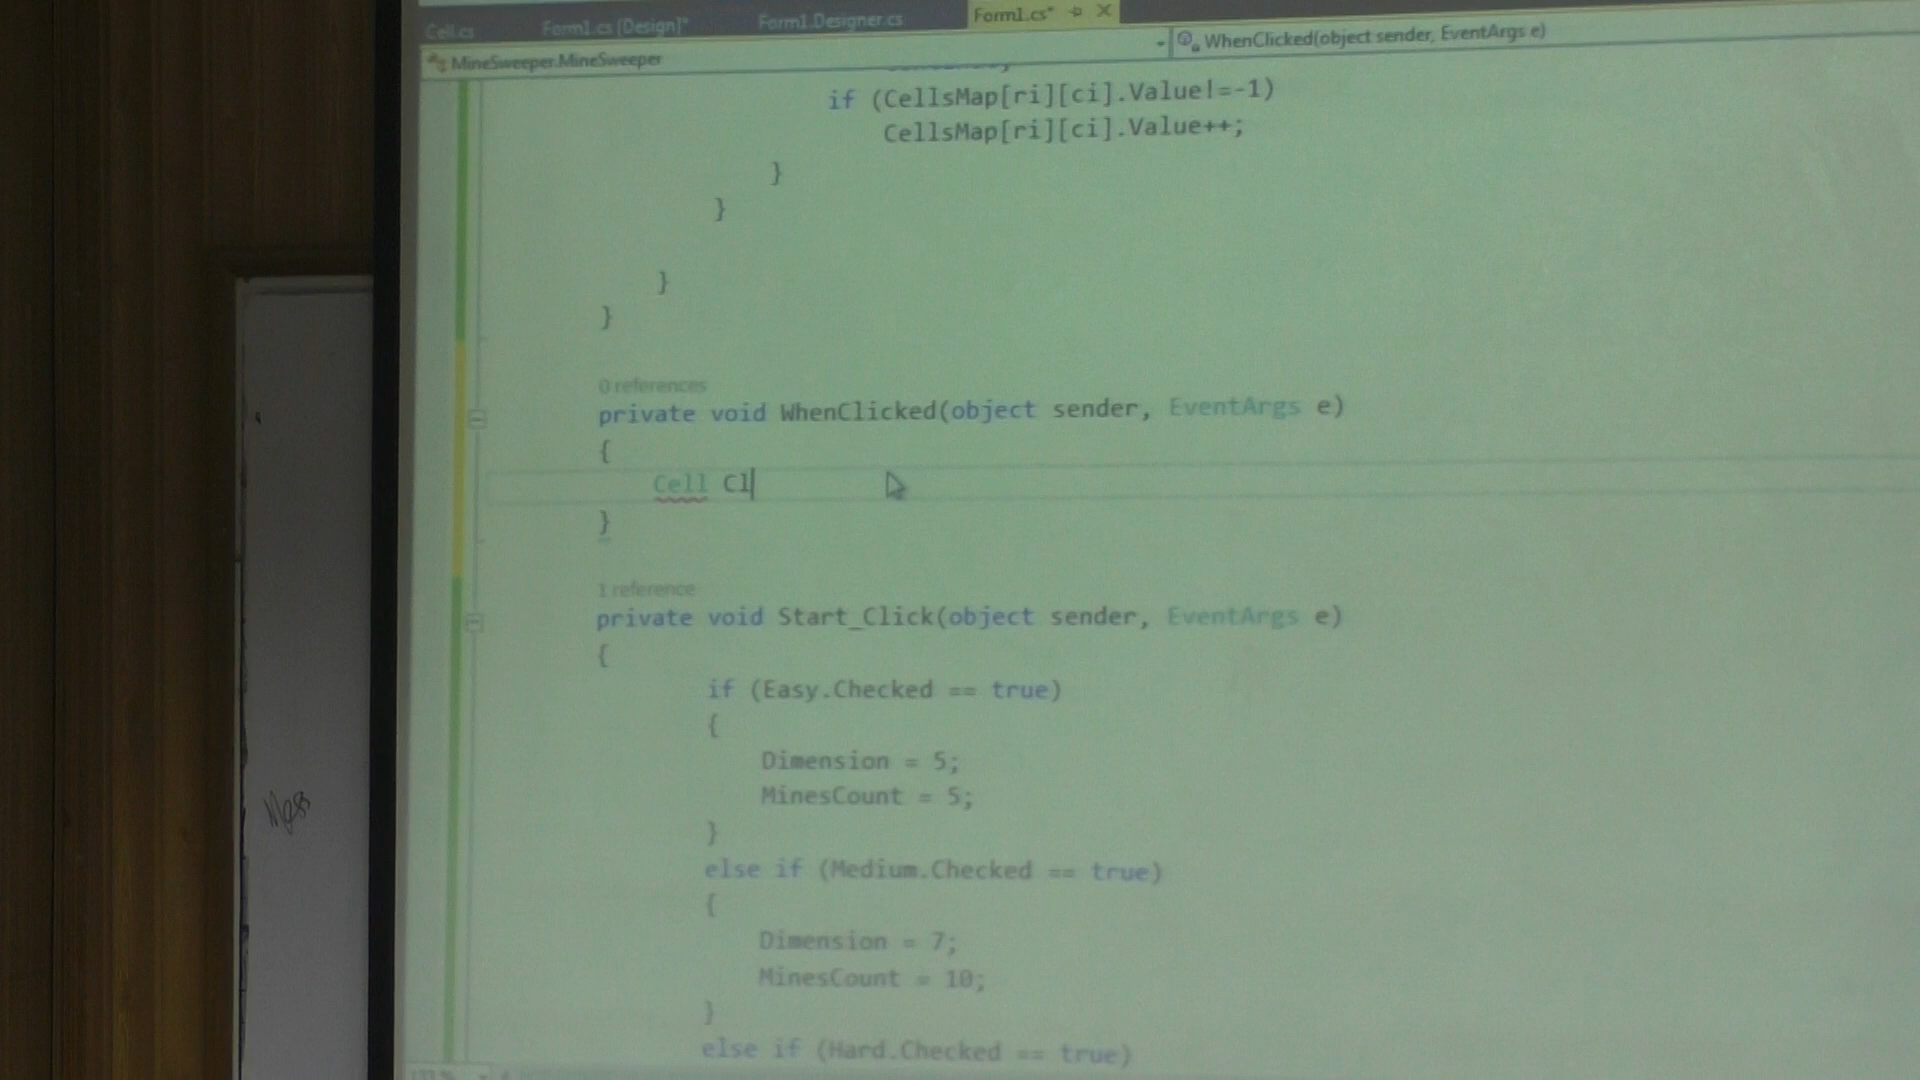 Cell.cs Form1.cs [Design]* Form1.Designer.cs Form1.cs*
MineSweeper.MineSweeper WhenClicked(object sender, EventArgs e)
if (CellsMap[ri][ci].Value!=-1)
CellsMap[ri][ci].Value++;
}
}
}
}
0 references
private void WhenClicked(object sender, EventArgs e)
{
Cell Cl
}
1 reference
private void Start_Click(object sender, EventArgs e)
{
if (Easy.Checked == true)
{
Dimension = 5;
MinesCount = 5;
}
else if (Medium.Checked == true)
{
Dimension = 7;
MinesCount = 10;
}
else if (Hard.Checked == true)